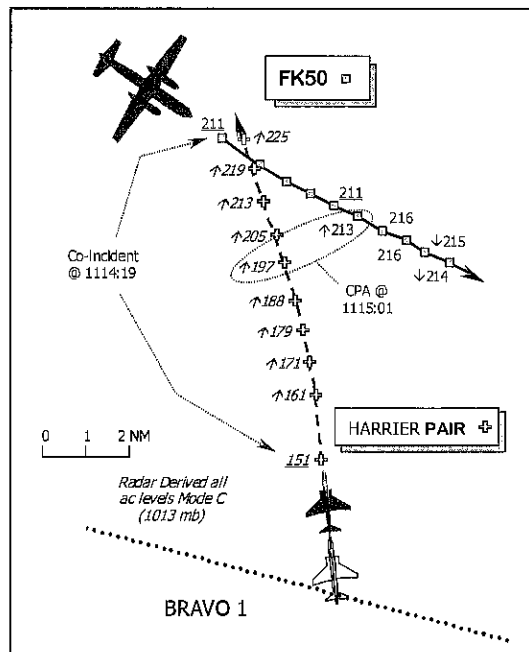 FK50
211
↑225
↑219
211
↑213
↑213
216
↑205
216
↓215
↓214
↑197
Co-Incident
@ 1114:19
CPA @
1115:01
↑188
↑179
↑171
↑161
HARRIER PAIR
0 1 2 NM
151
Radar Derived all
ac levels Mode C
(1013 mb)
BRAVO 1